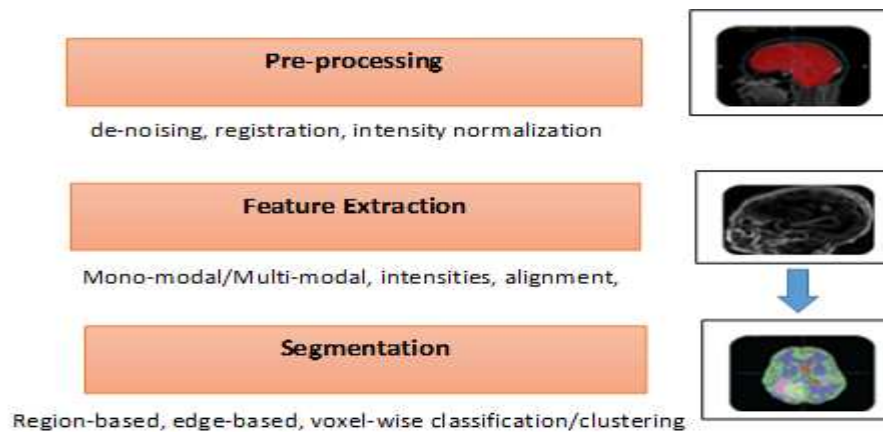 Pre-processing
de-noising, registration, intensity normalization
Feature Extraction
Mono-modal/Multi-modal, intensities, alignment,
Segmentation
Region-based, edge-based, voxel-wise classification/clustering